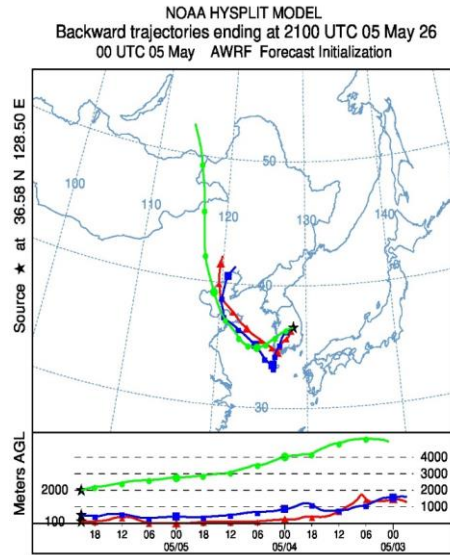 NOAA HYSPLIT MODEL
Backward trajectories ending at 2100 UTC 05 May 26
00 UTC 05 May AWRF Forecast Initialization
Source ★ at 36.58 N 128.50 E
100
110
120
130
140
50
40
30
Meters AGL
2000
100
4000
3000
2000
1000
18 12 06 00 18 12 06 00 18 12 06 00
05/05 05/04 05/03